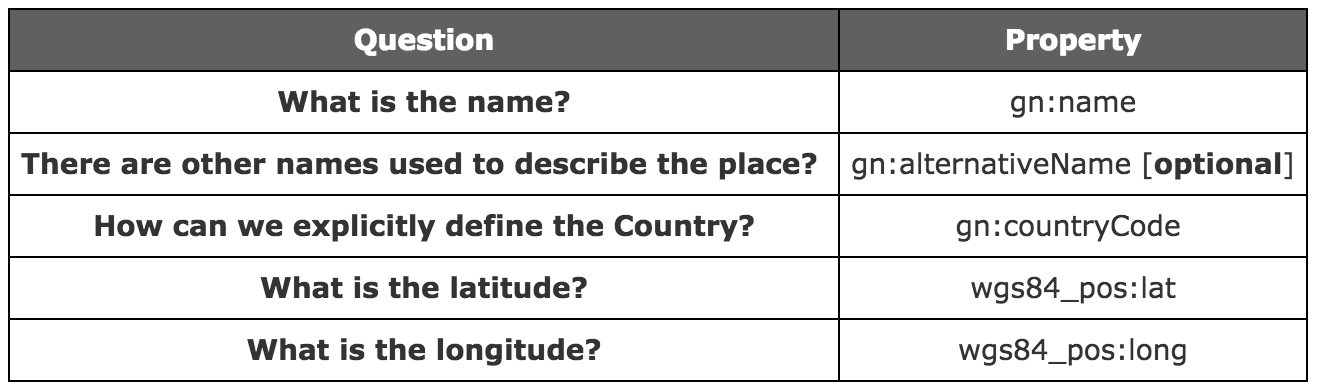 Question Property
What is the name? gn:name
There are other names used to describe the place? gn:alternativeName [optional]
How can we explicitly define the Country? gn:countryCode
What is the latitude? wgs84_pos:lat
What is the longitude? wgs84_pos:long